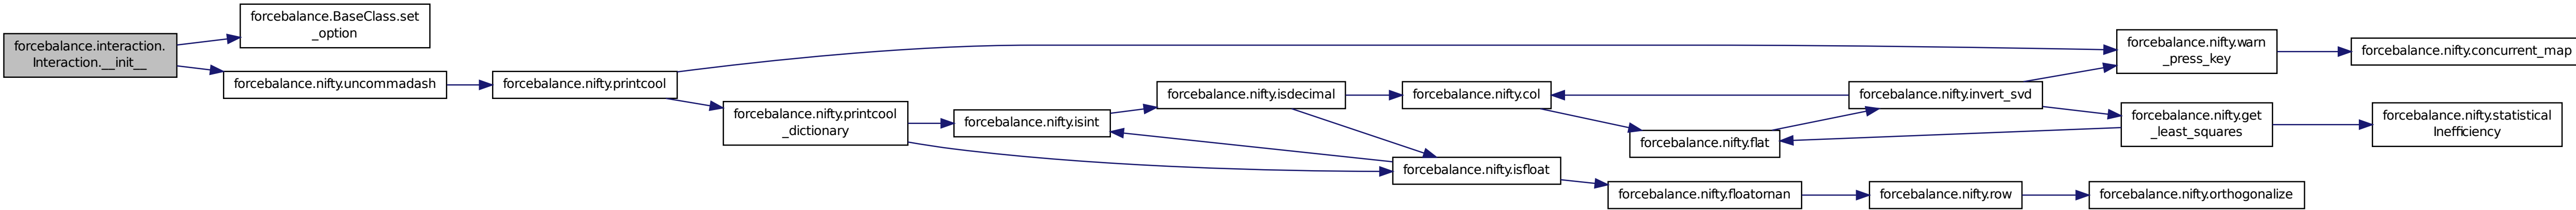 forcebalance.interaction.
Interaction.__init__
forcebalance.BaseClass.set
_option
forcebalance.nifty.uncommadash
forcebalance.nifty.printcool
forcebalance.nifty.printcool
_dictionary
forcebalance.nifty.isint
forcebalance.nifty.isdecimal
forcebalance.nifty.isfloat
forcebalance.nifty.col
forcebalance.nifty.flat
forcebalance.nifty.floatornan
forcebalance.nifty.invert_svd
forcebalance.nifty.row
forcebalance.nifty.warn
_press_key
forcebalance.nifty.get
_least_squares
forcebalance.nifty.orthogonalize
forcebalance.nifty.concurrent_map
forcebalance.nifty.statistical
Inefficiency